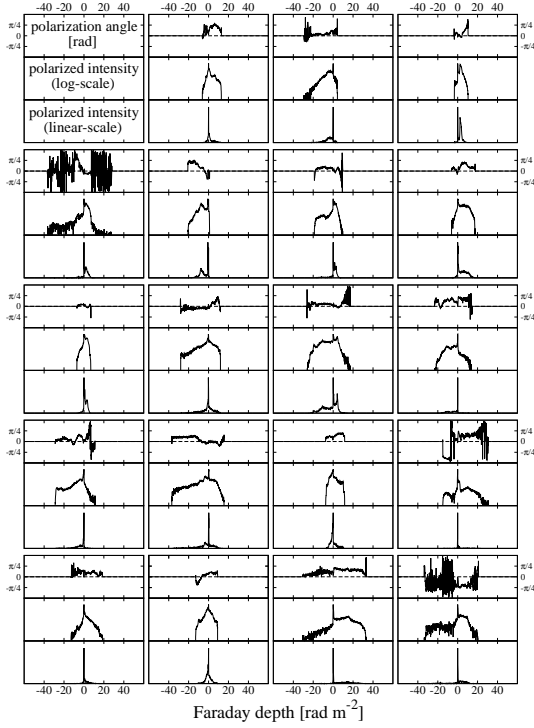 polarization angle
[rad]
π/4
0
-π/4
polarized intensity
(log-scale)
polarized intensity
(linear-scale)
π/4
0
-π/4
π/4
0
-π/4
π/4
0
-π/4
π/4
0
-π/4
π/4
0
-π/4
π/4
0
-π/4
π/4
0
-π/4
π/4
0
-π/4
π/4
0
-π/4
-40 -20 0 20 40 -40 -20 0 20 40 -40 -20 0 20 40 -40 -20 0 20 40
Faraday depth [rad m-2]